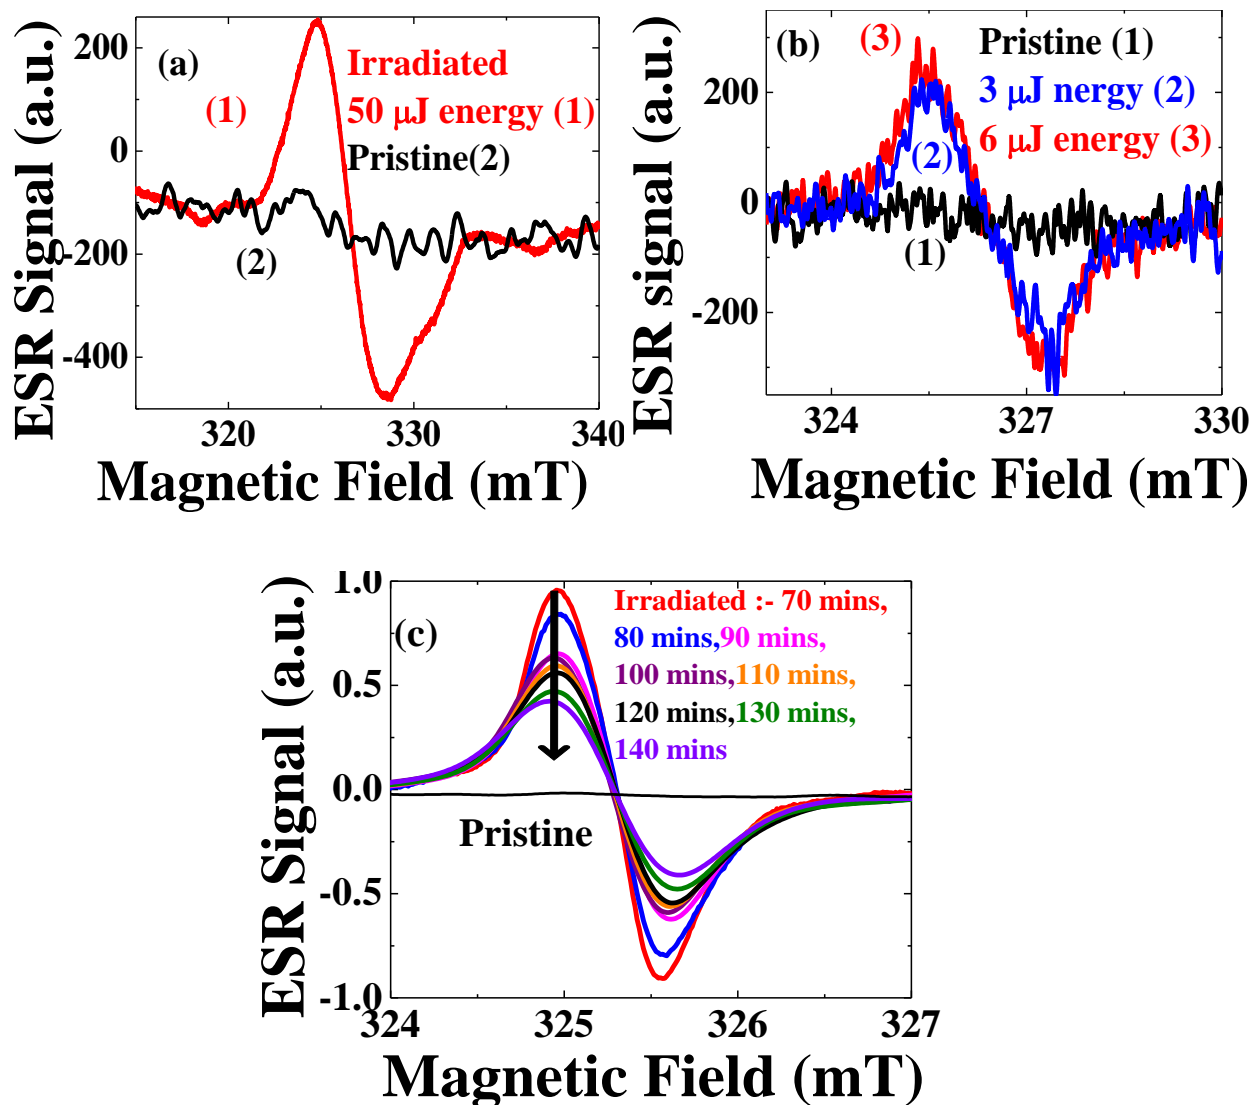 (a)
Irradiated
50 μJ energy (1)
Pristine(2)
(1)
(2)
200
0
-200
-400
320 330 340
ESR Signal (a.u.)
Magnetic Field (mT)
(b)
(3)
Pristine (1)
3 μJ nergy (2)
6 μJ energy (3)
(2)
(1)
200
0
-200
324 327 330
ESR signal (a.u.)
Magnetic Field (mT)
(c)
Irradiated :- 70 mins,
80 mins,90 mins,
100 mins,110 mins,
120 mins,130 mins,
140 mins
Pristine
1.0
0.5
0.0
-0.5
-1.0
324 325 326 327
ESR Signal (a.u.)
Magnetic Field (mT)